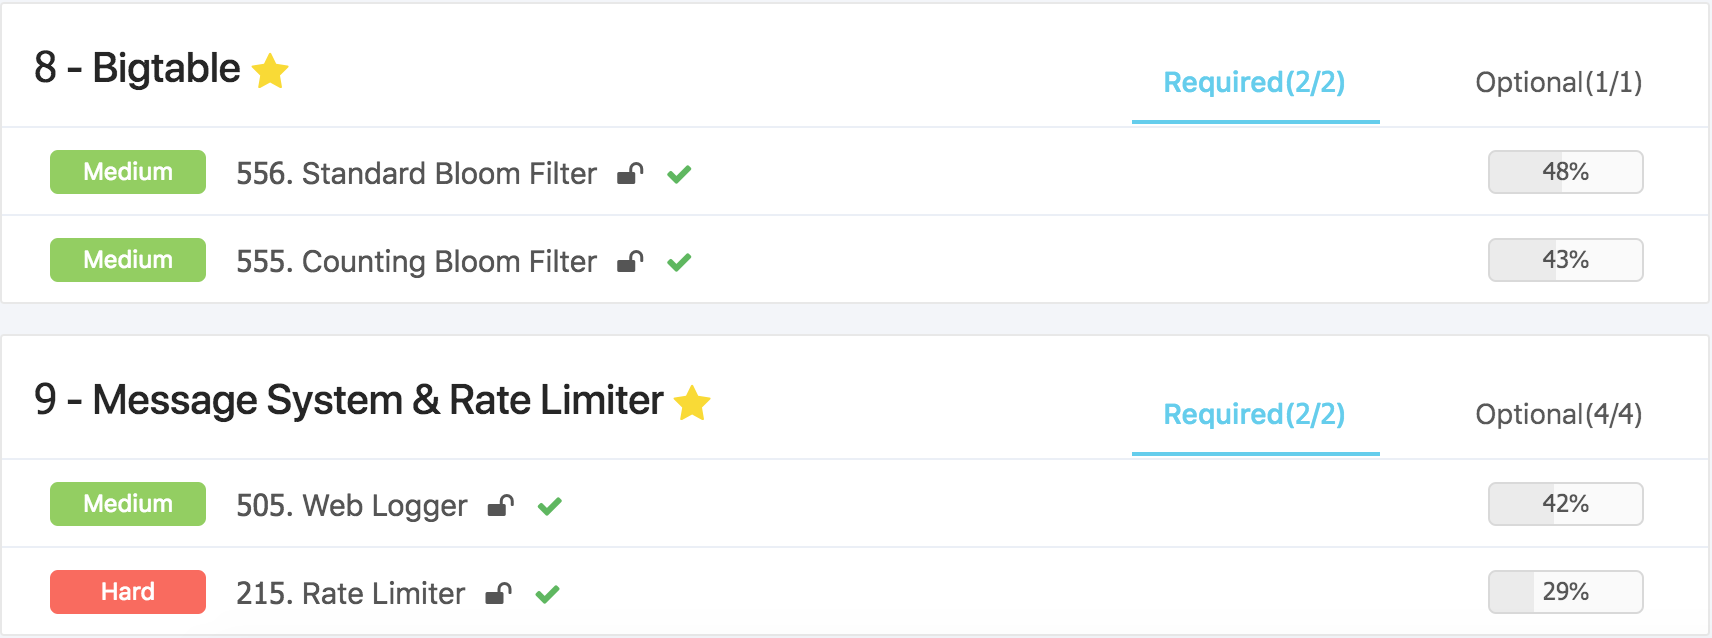 8 - Bigtable
Required(2/2) Optional(1/1)
Medium 556. Standard Bloom Filter 48%
Medium 555. Counting Bloom Filter 43%
9 - Message System & Rate Limiter
Required(2/2) Optional(4/4)
Medium 505. Web Logger 42%
Hard 215. Rate Limiter 29%